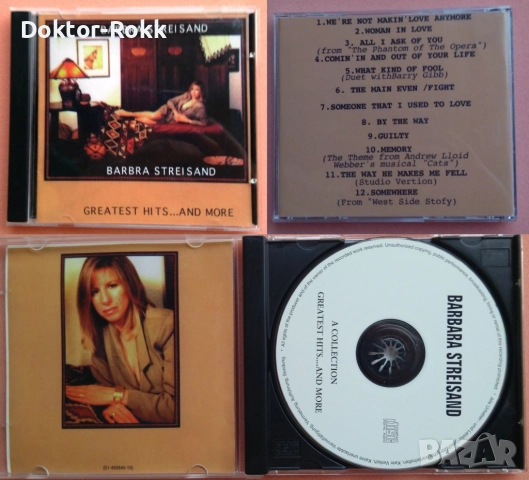 Doktor-Rokk
BARBRA STREISAND
BARBRA STREISAND
GREATEST HITS...AND MORE
1.WE'RE NOT MAKIN'LOVE ANYMORE
2.WOMAN IN LOVE
3. ALL I ASK OF YOU
(from "The Phantom of The Opera")
4.COMIN'IN AND OUT OF YOUR LIFE
5.WHAT KIND OF FOOL
(Duet withBarry Gibb)
6. THE MAIN EVEN /FIGHT
7.SOMEONE THAT I USED TO LOVE
8. BY THE WAY
9.GUILTY
10.MEMORY
(The Theme from Andrew Lloid
Webber's musical "Cats")
11.THE WAY HE MAKES ME FELL
(Studio Vertion)
12.SOMEWHERE
(From "West Side Stofy)
BARBARA STREISAND
A COLLECTION
GREATEST HITS...AND MORE
BAZAR